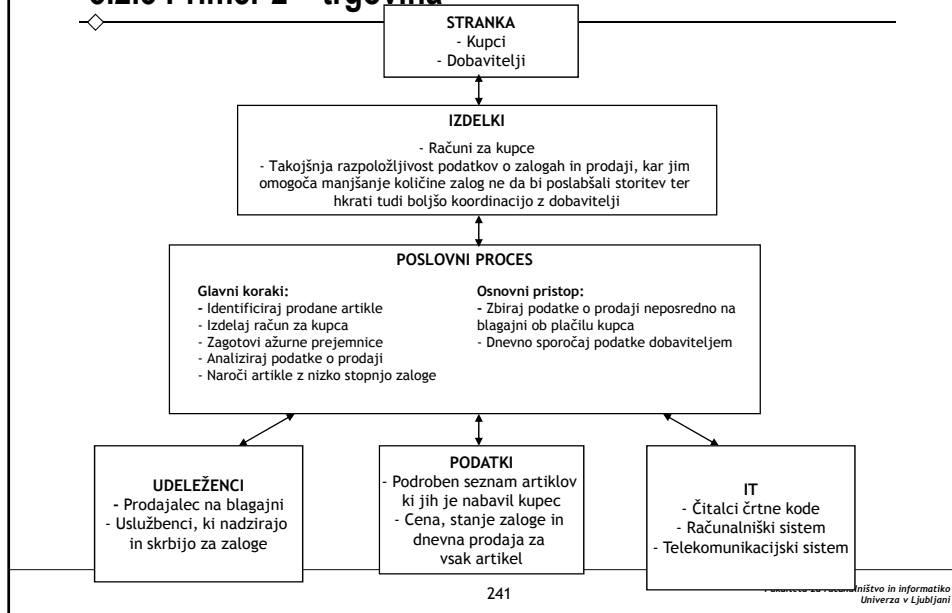 trgovina
STRANKA
- Kupci
- Dobavitelji
IZDELKI
- Računi za kupce
- Takojšnja razpoložljivost podatkov o zalogah in prodaji, kar jim
omogoča manjšanje količine zalog ne da bi poslabšali storitev ter
hkrati tudi boljšo koordinacijo z dobavitelji
POSLOVNI PROCES
Glavni koraki:
- Identificiraj prodane artikle
- Izdelaj račun za kupca
- Zagotovi ažurne prejemnice
- Analiziraj podatke o prodaji
- Naroči artikle z nizko stopnjo zaloge
Osnovni pristop:
- Zbiraj podatke o prodaji neposredno na
blagajni ob plačilu kupca
- Dnevno sporočaj podatke dobaviteljem
UDELEŽENCI
- Prodajalec na blagajni
- Uslužbenci, ki nadzirajo
in skrbijo za zaloge
PODATKI
- Podroben seznam artiklov
ki jih je nabavil kupec
- Cena, stanje zaloge in
dnevna prodaja za
vsak artikel
IT
- Čitalci črtne kode
- Računalniški sistem
- Telekomunikacijski sistem
241
in informatiko
Univerza v Ljubljani